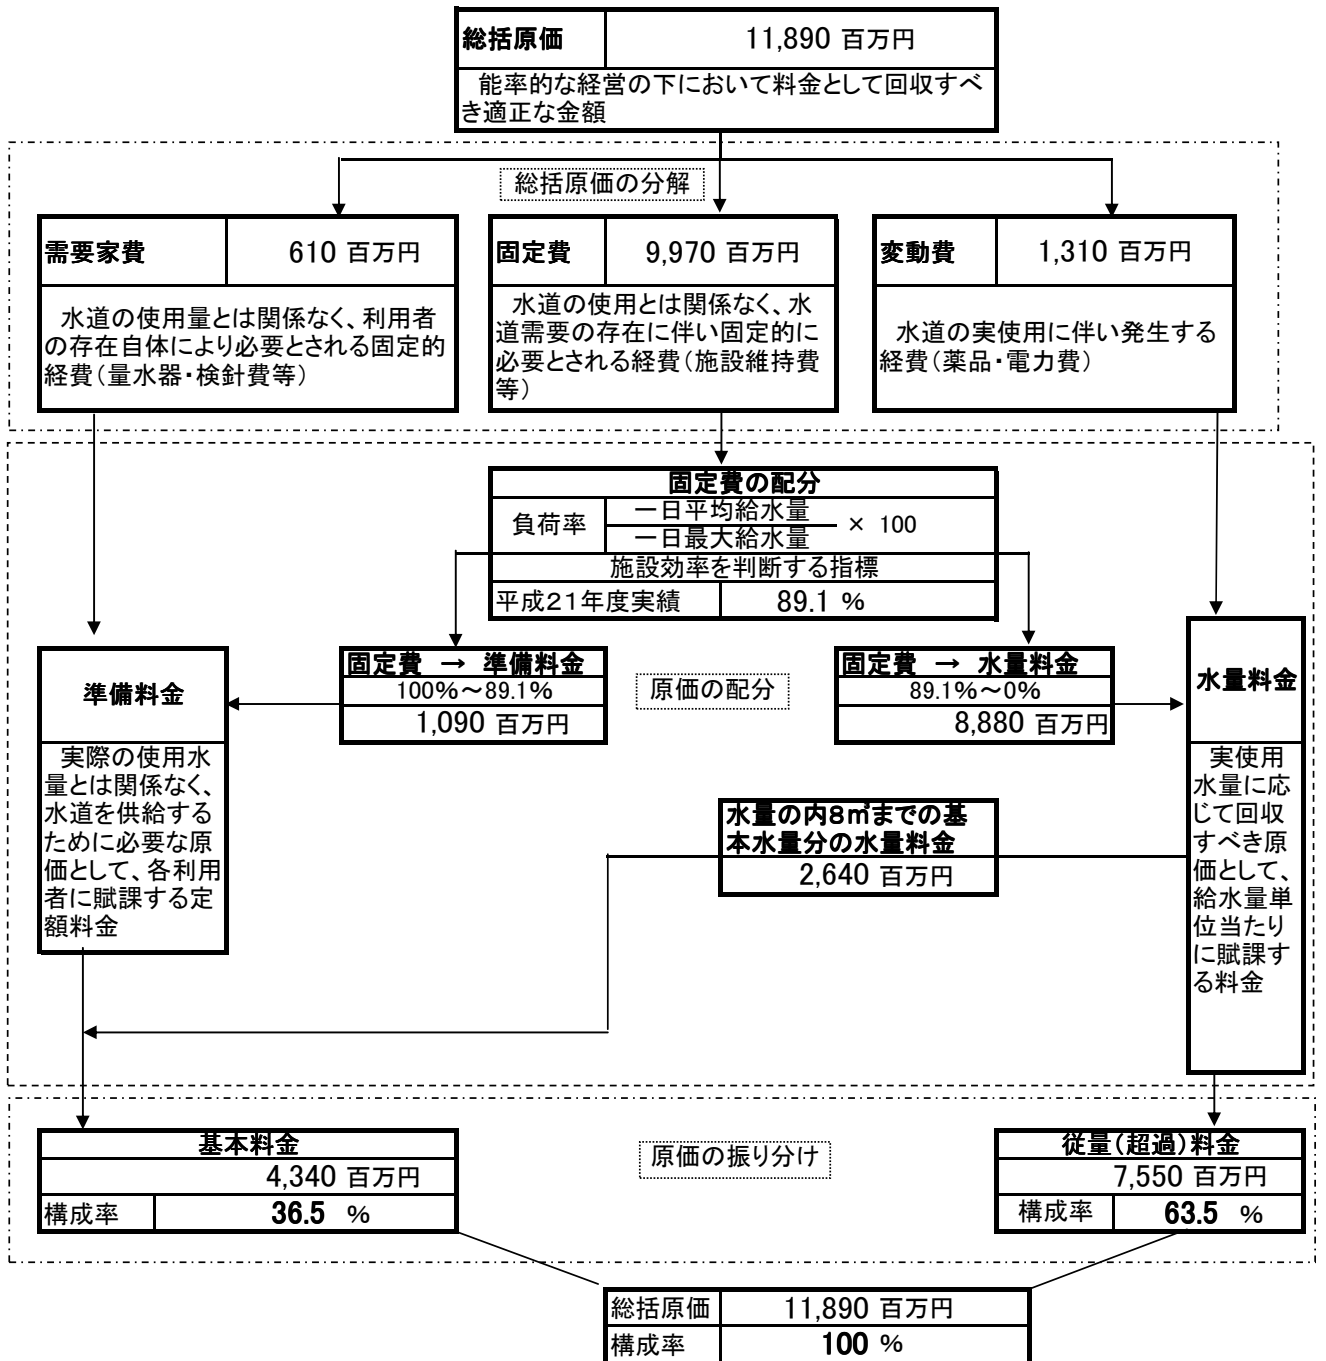 総括原価 11,890 百万円
能率的な経営の下において料金として回収すべ
き適正な金額
総括原価の分解
需要家費 610 百万円
水道の使用量とは関係なく、利用者
の存在自体により必要とされる固定的
経費(量水器・検針費等)
固定費 9,970 百万円
水道の使用とは関係なく、水
道需要の存在に伴い固定的に
必要とされる経費(施設維持費
等)
変動費 1,310 百万円
水道の実使用に伴い発生する
経費(薬品・電力費)
固定費の配分
負荷率 一日平均給水量 × 100
一日最大給水量
施設効率を判断する指標
平成21年度実績 89.1 %
準備料金
実際の使用水
量とは関係なく、
水道を供給する
ために必要な原
価として、各利用
者に賦課する定
額料金
固定費 → 準備料金
100%~89.1%
1,090 百万円
原価の配分
固定費 → 水量料金
89.1%~0%
8,880 百万円
水量料金
実使用
水量に応
じて回収
すべき原
価として、
給水量単
位当たり
に賦課す
る料金
水量の内8㎥までの基
本水量分の水量料金
2,640 百万円
基本料金
4,340 百万円
構成率 36.5 %
原価の振り分け
従量(超過)料金
7,550 百万円
構成率 63.5 %
総括原価 11,890 百万円
構成率 100 %